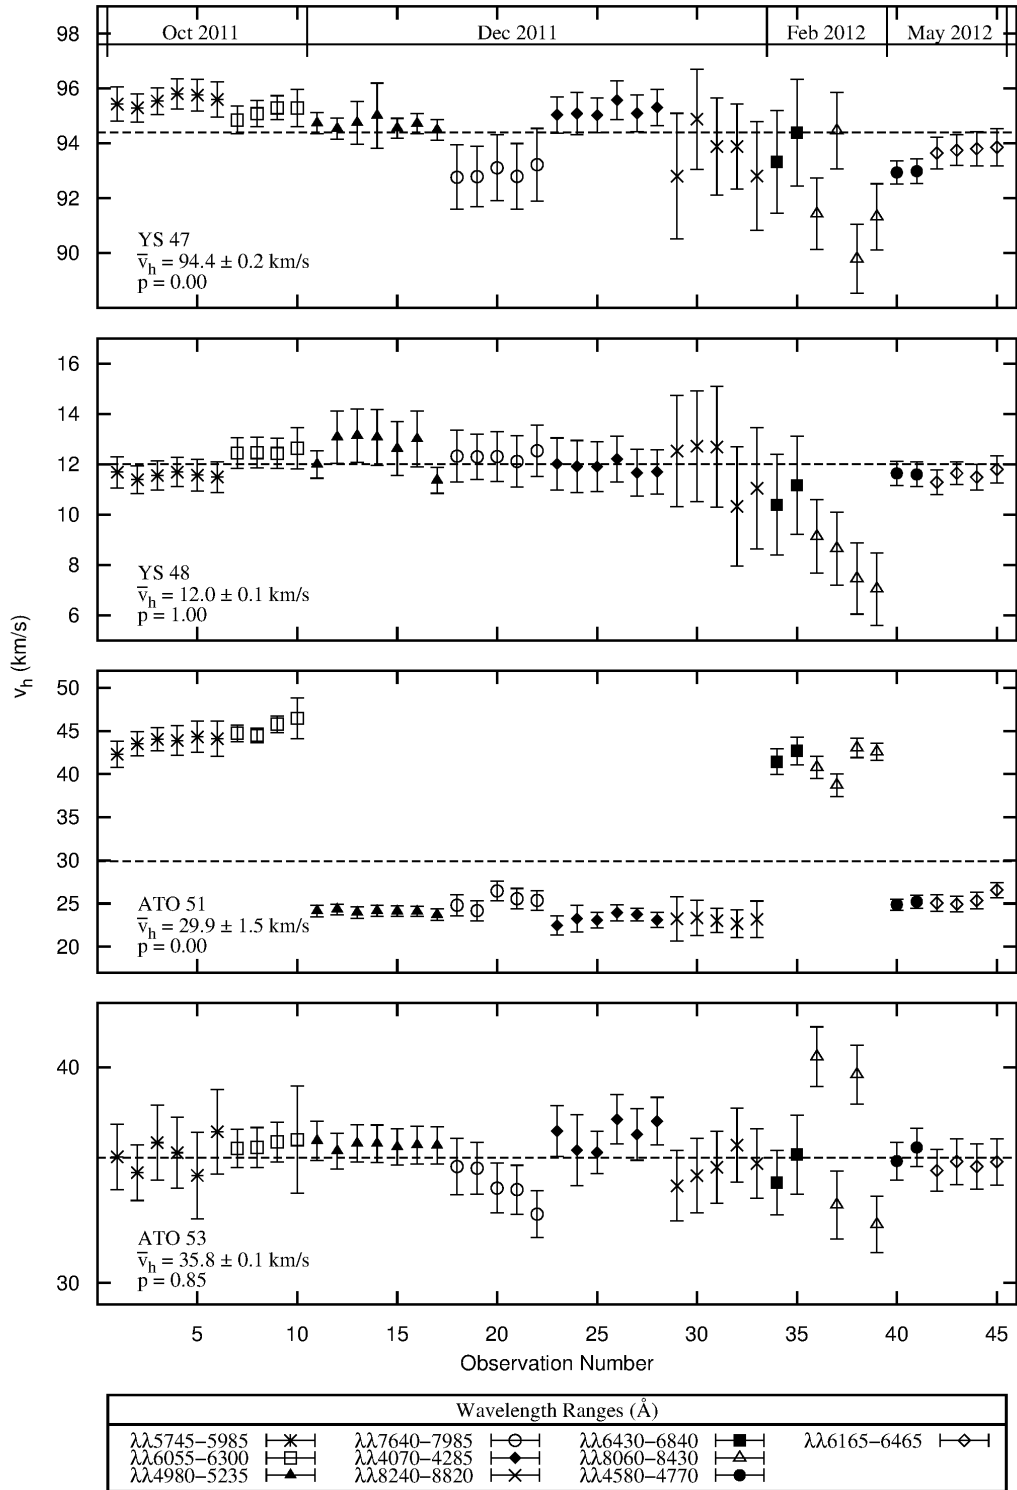 Oct 2011 Dec 2011 Feb 2012 May 2012
98
96
94
92
90
YS 47
v̅h = 94.4 ± 0.2 km/s
p = 0.00
16
14
12
10
8
6
YS 48
v̅h = 12.0 ± 0.1 km/s
p = 1.00
vh (km/s)
50
45
40
35
30
25
20
ATO 51
v̅h = 29.9 ± 1.5 km/s
p = 0.00
40
30
ATO 53
v̅h = 35.8 ± 0.1 km/s
p = 0.85
5 10 15 20 25 30 35 40 45
Observation Number
Wavelength Ranges (Å)
λλ5745–5985 λλ7640–7985 λλ6430–6840 λλ6165–6465
λλ6055–6300 λλ4070–4285 λλ8060–8430
λλ4980–5235 λλ8240–8820 λλ4580–4770